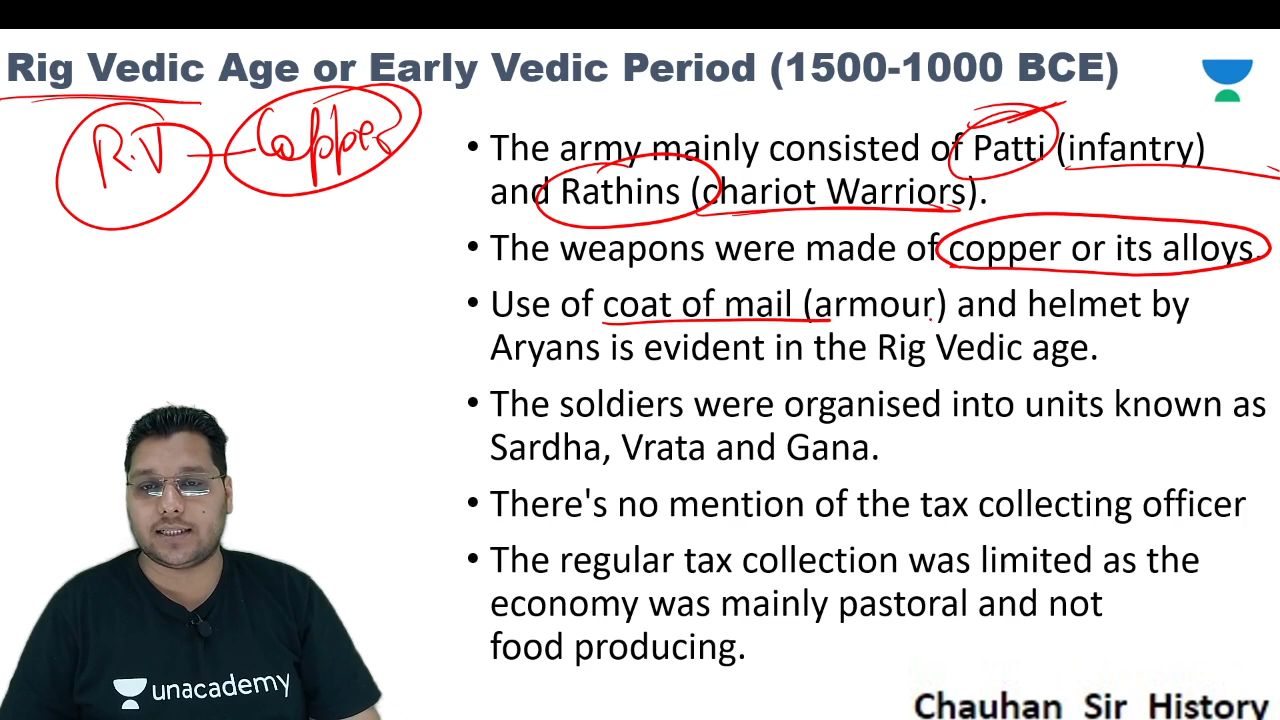 Rig Vedic Age or Early Vedic Period (1500-1000 BCE)
R.V - Copper
• The army mainly consisted of Patti (infantry)
and Rathins (chariot Warriors).
• The weapons were made of copper or its alloys.
• Use of coat of mail (armour) and helmet by
Aryans is evident in the Rig Vedic age.
• The soldiers were organised into units known as
Sardha, Vrata and Gana.
• There's no mention of the tax collecting officer
• The regular tax collection was limited as the
economy was mainly pastoral and not
food producing.
unacademy
Chauhan Sir History